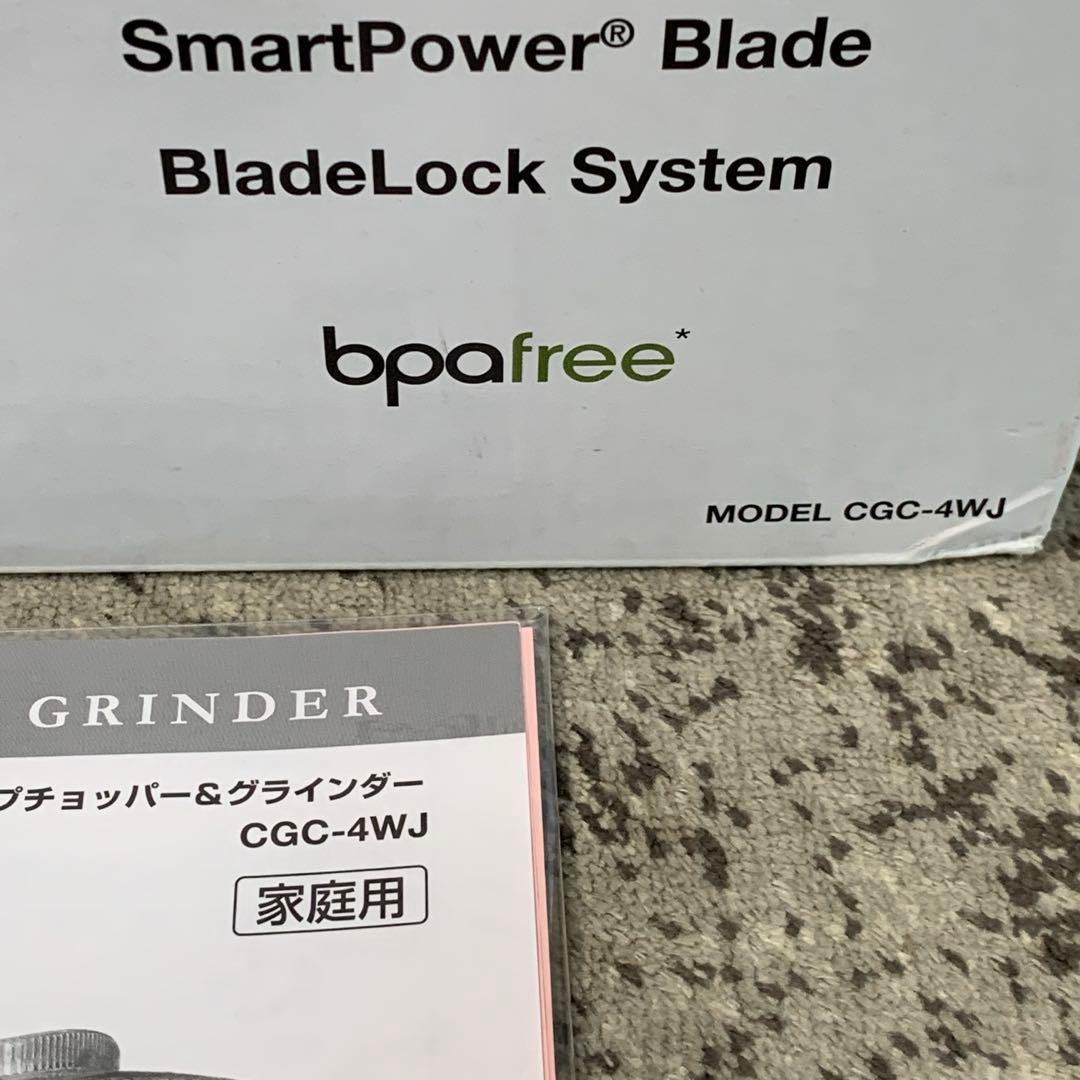 SmartPower® Blade
BladeLock System
bpafree*
MODEL CGC-4WJ
GRINDER
プチョッパー&グラインダー
CGC-4WJ
家庭用